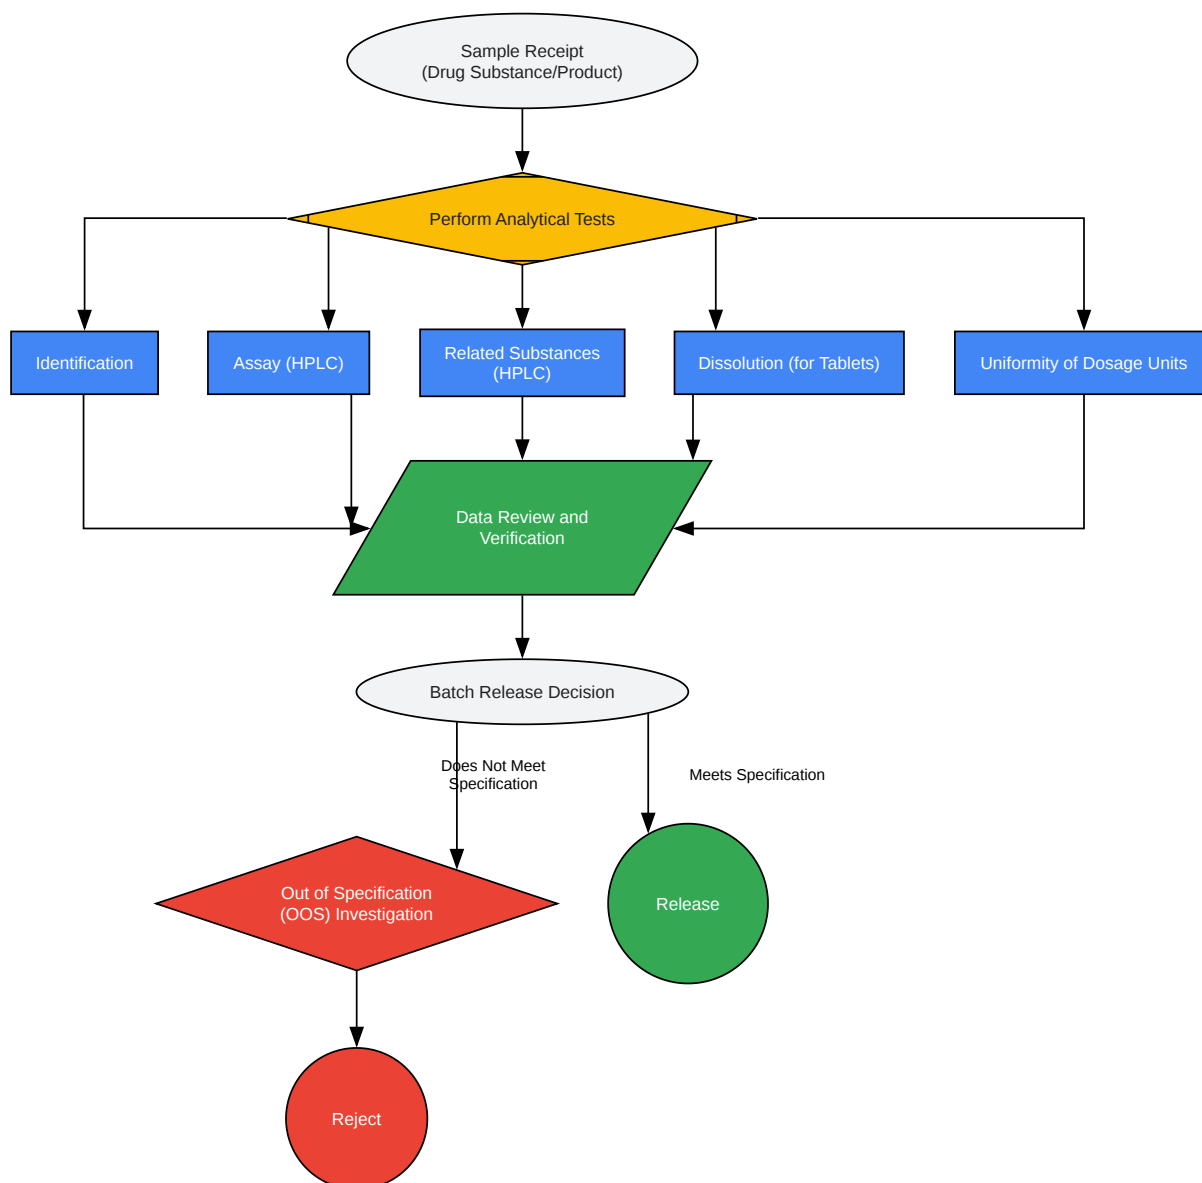 Sample Receipt
(Drug Substance/Product)
Perform Analytical Tests
Identification
Assay (HPLC)
Related Substances
(HPLC)
Dissolution (for Tablets)
Uniformity of Dosage Units
Data Review and
Verification
Batch Release Decision
Does Not Meet
Specification
Meets Specification
Out of Specification
(OOS) Investigation
Release
Reject